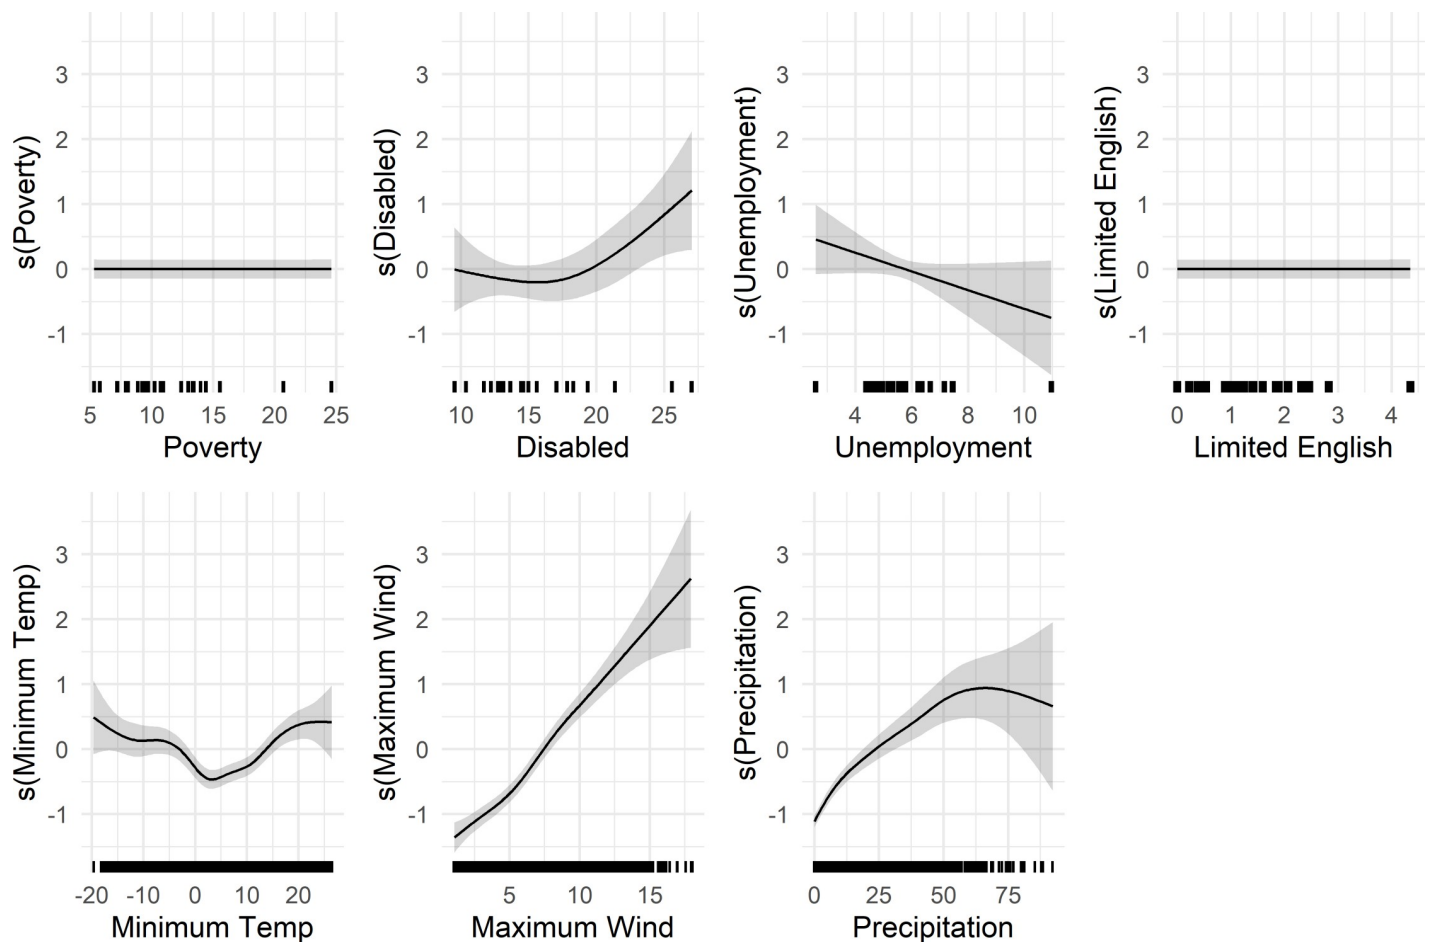 s(Poverty)
3
2
1
0
-1
5 10 15 20 25
Poverty
s(Disabled)
3
2
1
0
-1
10 15 20 25
Disabled
s(Unemployment)
3
2
1
0
-1
4 6 8 10
Unemployment
s(Limited English)
3
2
1
0
-1
0 1 2 3 4
Limited English
s(Minimum Temp)
3
2
1
0
-1
-20 -10 0 10 20
Minimum Temp
s(Maximum Wind)
3
2
1
0
-1
5 10 15
Maximum Wind
s(Precipitation)
3
2
1
0
-1
0 25 50 75
Precipitation